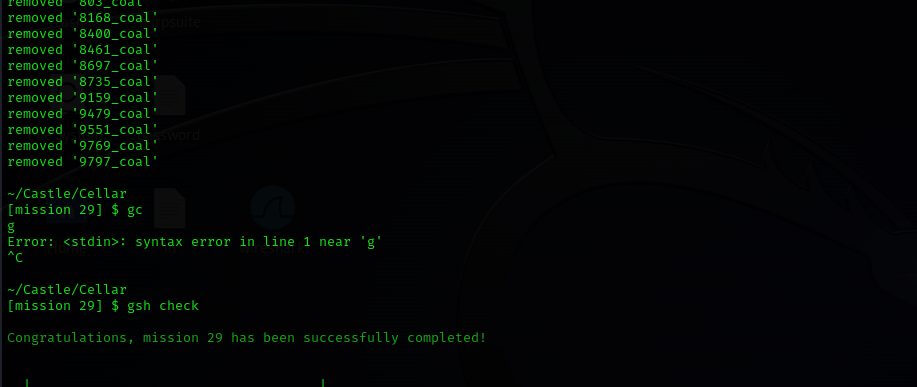 removed '803_coal'
removed '8168_coal'
removed '8400_coal'
removed '8461_coal'
removed '8697_coal'
removed '8735_coal'
removed '9159_coal'
removed '9479_coal'
removed '9551_coal'
removed '9769_coal'
removed '9797_coal'
~/Castle/Cellar
[mission 29] $ gc
g
Error: <stdin>: syntax error in line 1 near 'g'
^C
~/Castle/Cellar
[mission 29] $ gsh check
Congratulations, mission 29 has been successfully completed!